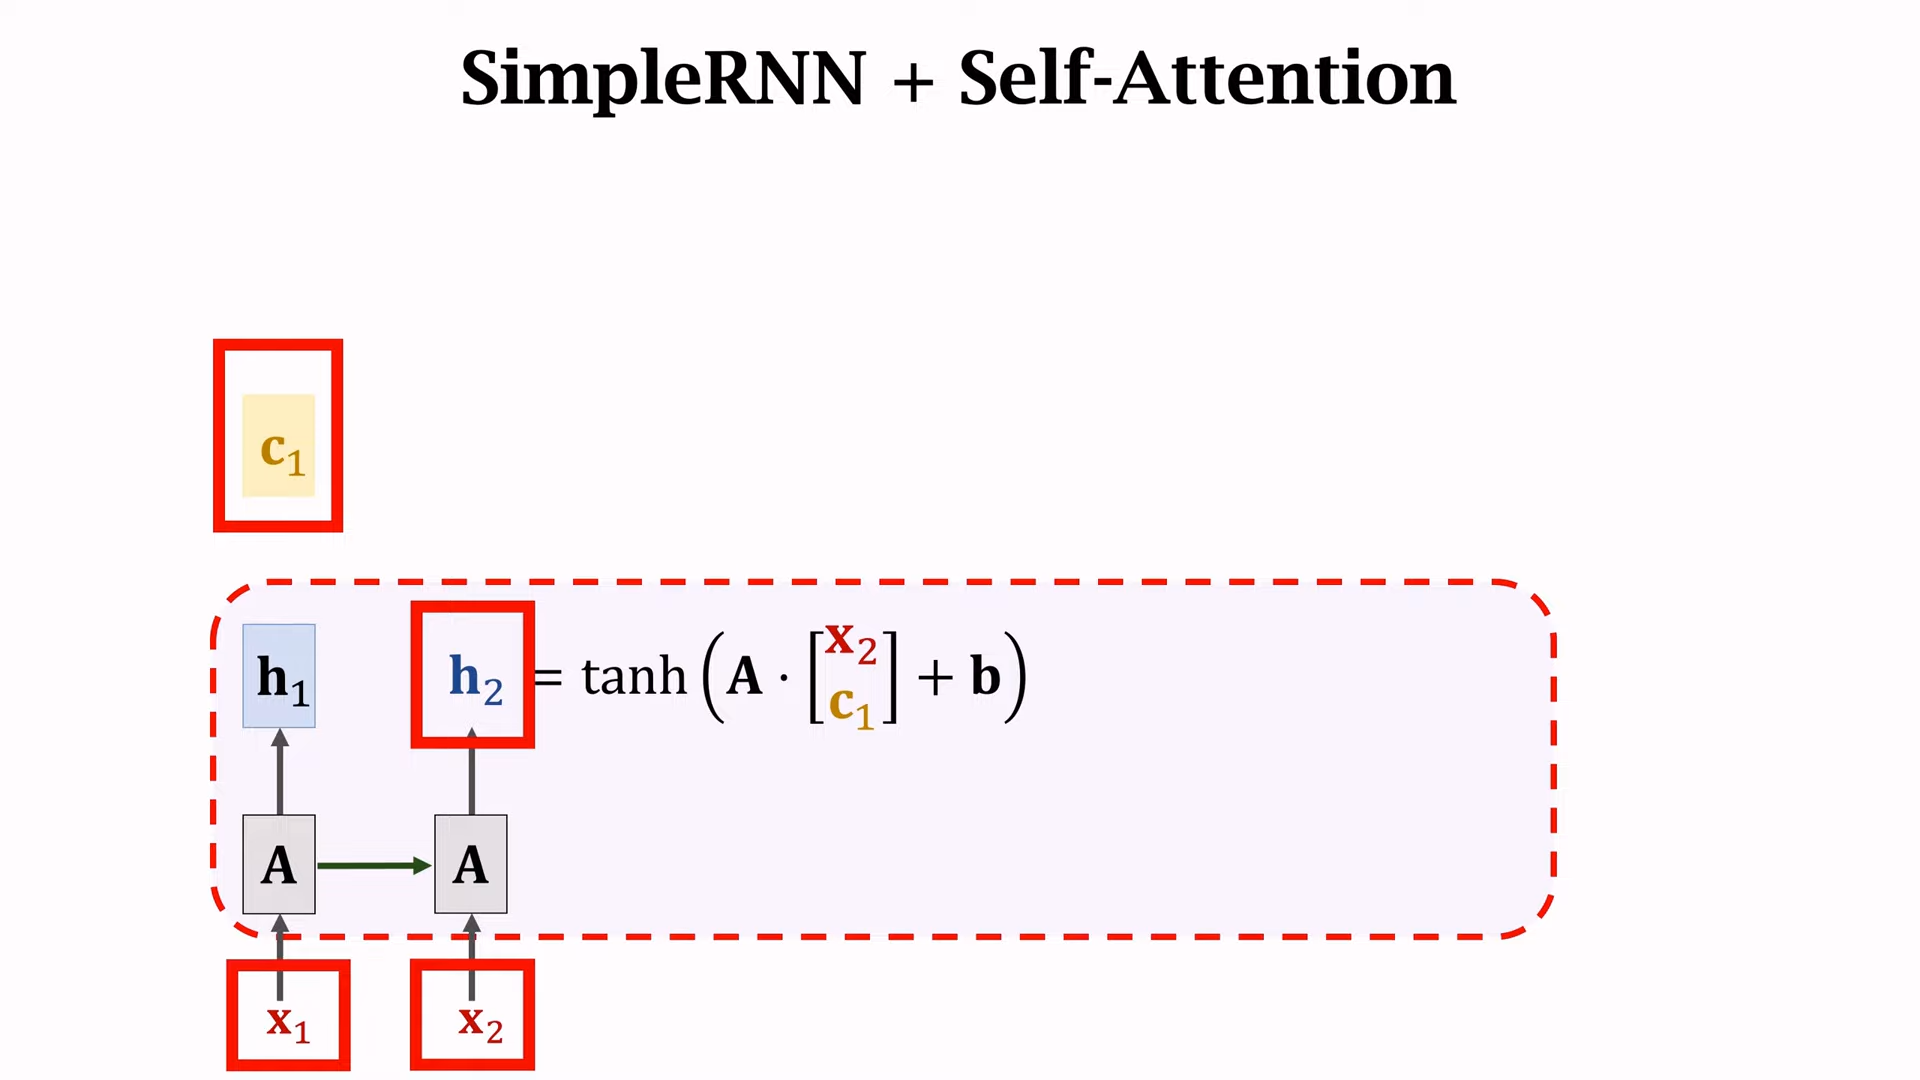 SimpleRNN + Self-Attention
c₁
h₁ h₂ = tanh(A · [x₂ c₁] + b)
A A
x₁ x₂